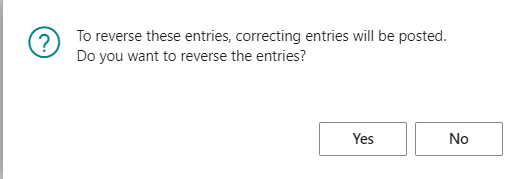 To reverse these entries, correcting entries will be posted.
Do you want to reverse the entries?
Yes
No